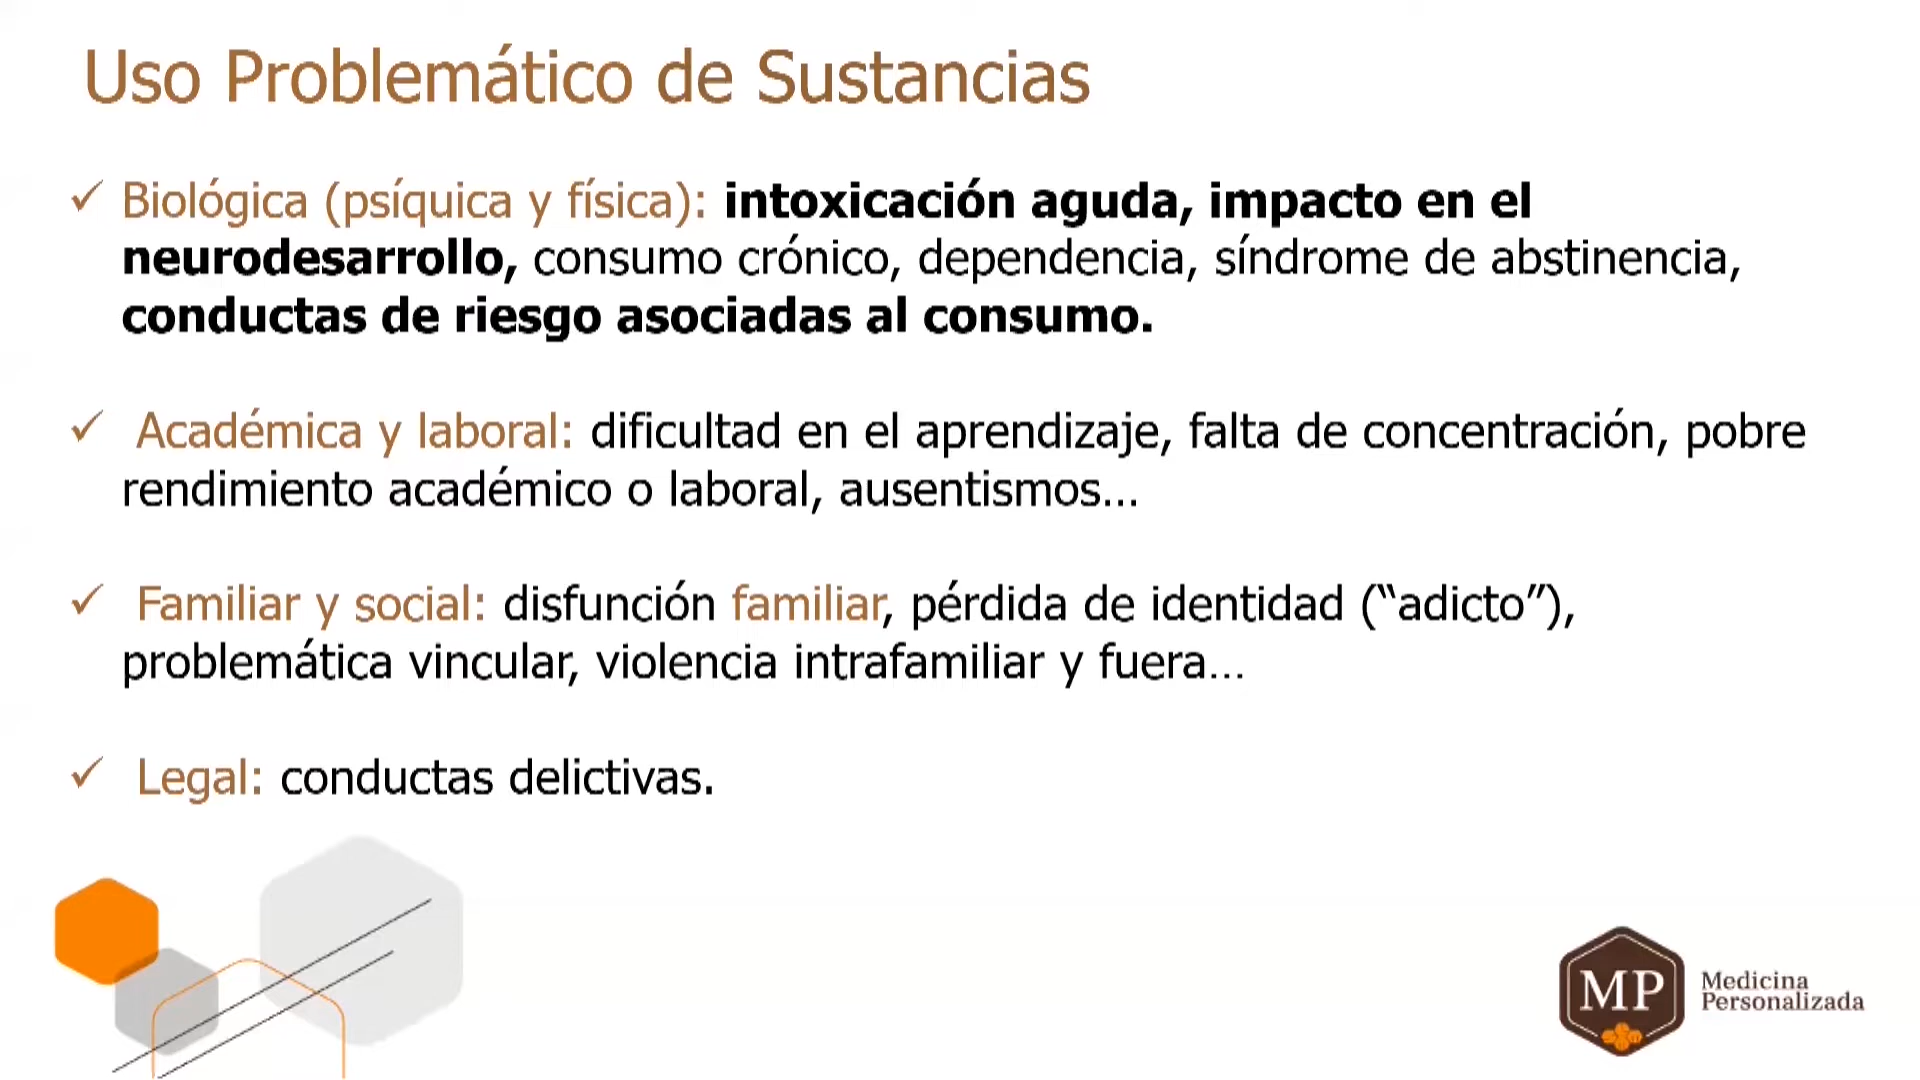 Uso Problemático de Sustancias
✓ Biológica (psíquica y física): intoxicación aguda, impacto en el
neurodesarrollo, consumo crónico, dependencia, síndrome de abstinencia,
conductas de riesgo asociadas al consumo.
✓ Académica y laboral: dificultad en el aprendizaje, falta de concentración, pobre
rendimiento académico o laboral, ausentismos...
✓ Familiar y social: disfunción familiar, pérdida de identidad (“adicto”),
problemática vincular, violencia intrafamiliar y fuera...
✓ Legal: conductas delictivas.
MP
Medicina
Personalizada